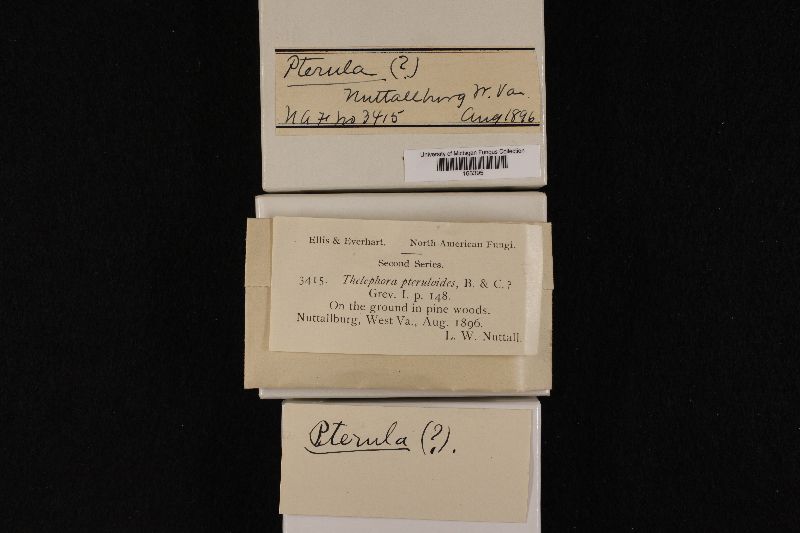 Pterula (?)
Nuttallburg W. Va.
N A F no 3415 Aug 1896
University of Michigan Fungus Collection
Ellis & Everhart. North American Fungi.
Second Series.
3415. Thelephora pteruloides, B. & C.?
Grev. I. p. 148.
On the ground in pine woods.
Nuttallburg, West Va., Aug. 1896.
L. W. Nuttall.
Pterula (?).